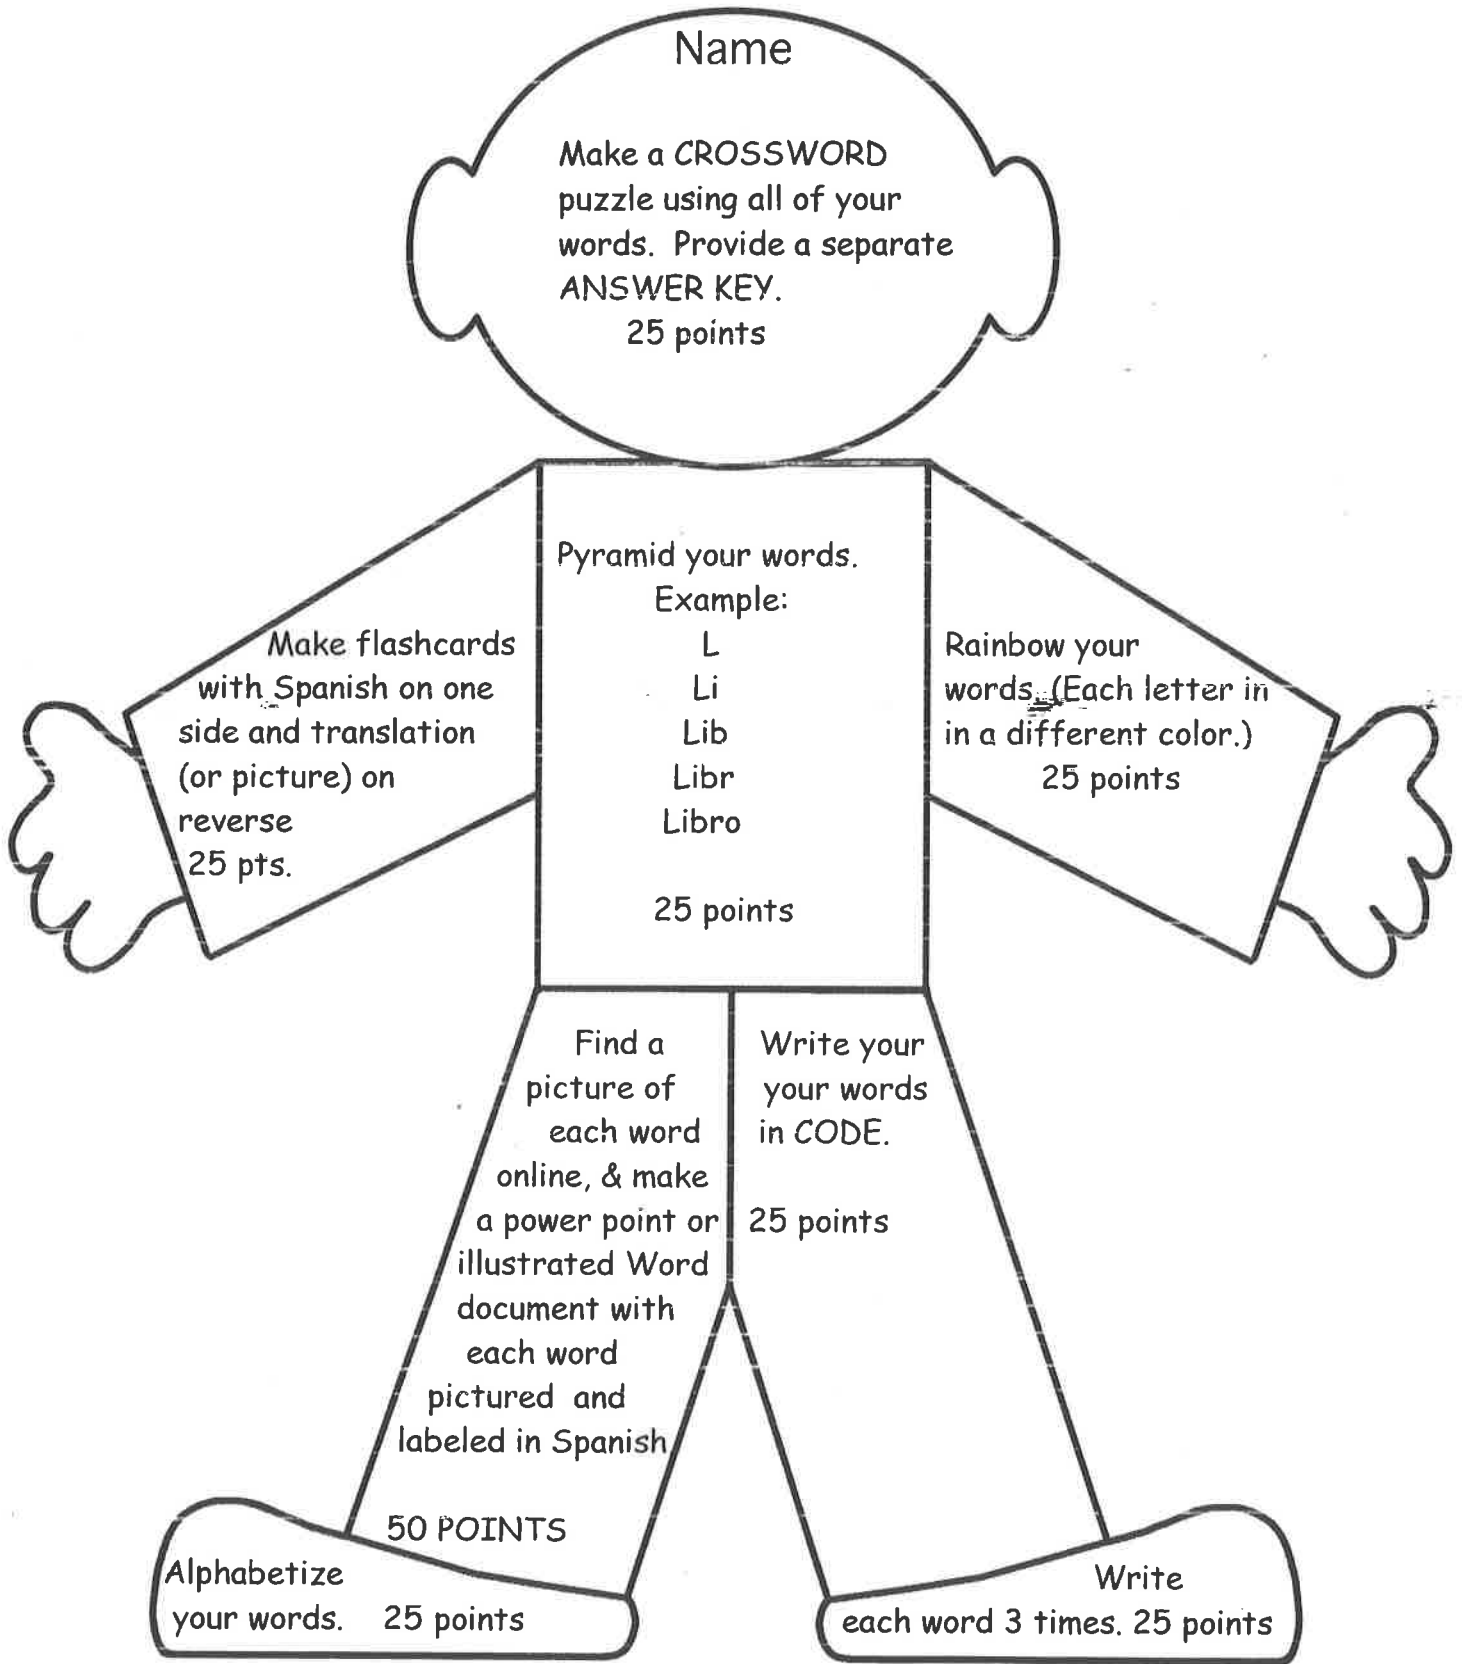 Name
Make a CROSSWORD
puzzle using all of your
words. Provide a separate
ANSWER KEY.
25 points
Make flashcards
with Spanish on one
side and translation
(or picture) on
reverse
25 pts.
Pyramid your words.
Example:
L
Li
Lib
Libr
Libro
25 points
Rainbow your
words. (Each letter in
in a different color.)
25 points
Find a
picture of
each word
online, & make
a power point or
illustrated Word
document with
each word
pictured and
labeled in Spanish
50 POINTS
Write your
your words
in CODE.
25 points
Alphabetize
your words. 25 points
Write
each word 3 times. 25 points